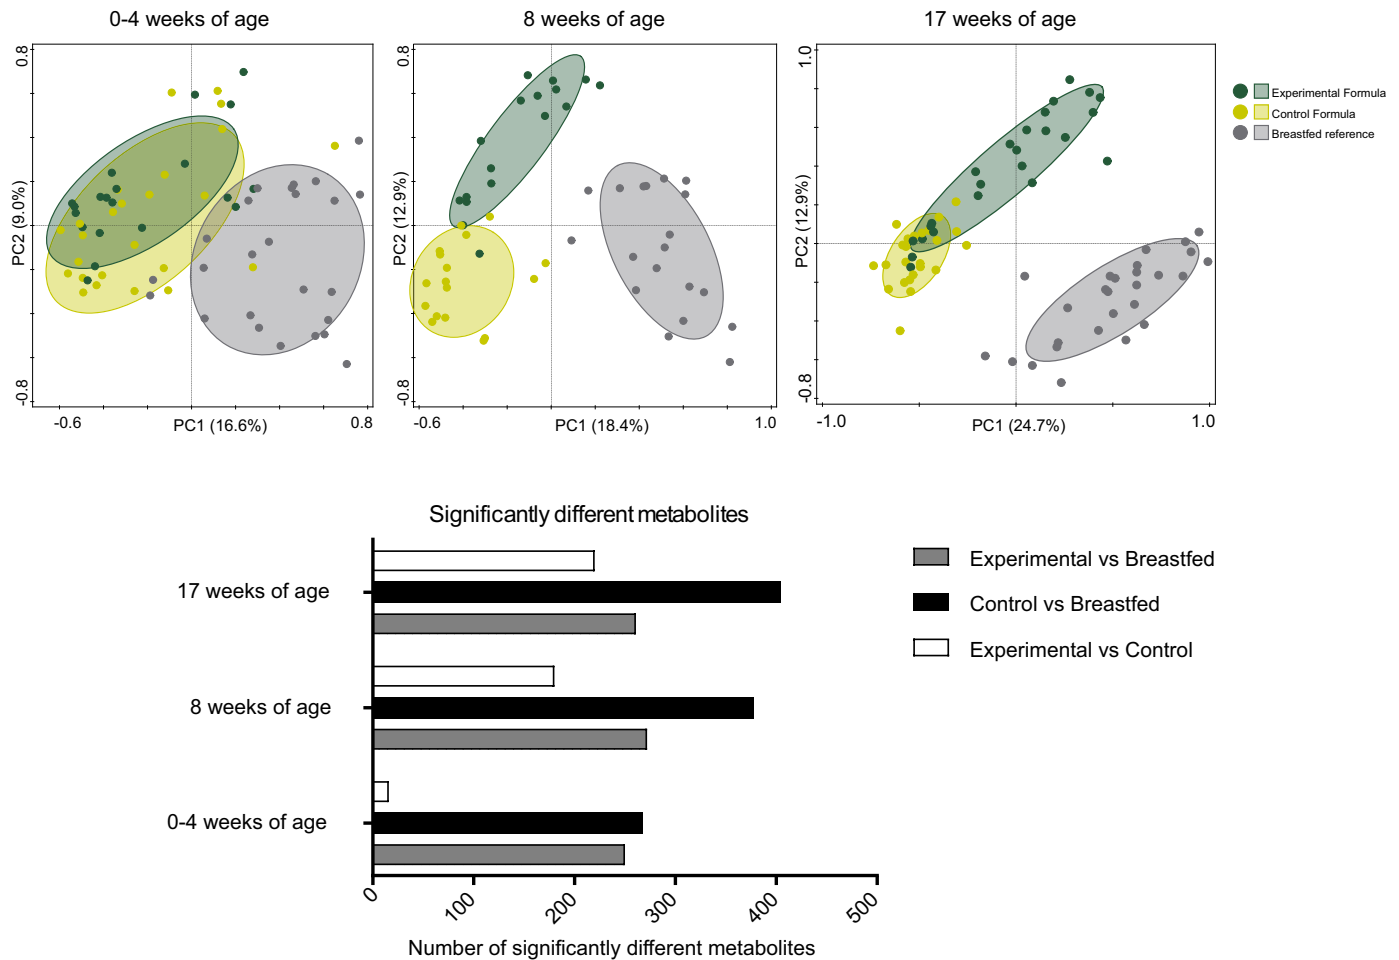 0-4 weeks of age
8 weeks of age
17 weeks of age
0.8
PC2 (9.0%)
-0.8
-0.6
PC1 (16.6%)
0.8
0.8
PC2 (12.9%)
-0.8
-0.6
PC1 (18.4%)
1.0
1.0
PC2 (12.9%)
-0.8
-1.0
PC1 (24.7%)
1.0
Experimental Formula
Control Formula
Breastfed reference
Significantly different metabolites
17 weeks of age
8 weeks of age
0-4 weeks of age
0
100
200
300
400
500
Number of significantly different metabolites
Experimental vs Breastfed
Control vs Breastfed
Experimental vs Control